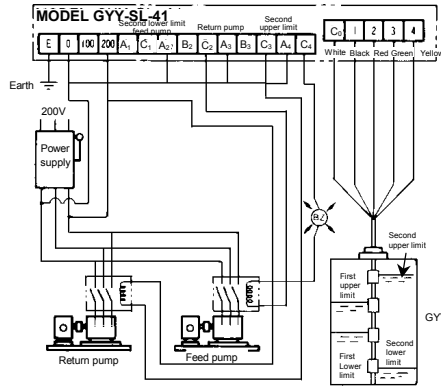 MODEL GYY-SL-41
Second lower limit
feed pump
Return pump
Second
upper limit
E 0 100 200 A₁ C₁ A₂ B₂ C₂ A₃ B₃ C₃ A₄ C₄
C₀ 1 2 3 4
White Black Red Green Yellow
Earth
200V
Power
supply
BZ
Second
upper limit
First
upper
limit
GY
First
Lower
limit
Second
lower
limit
Return pump
Feed pump